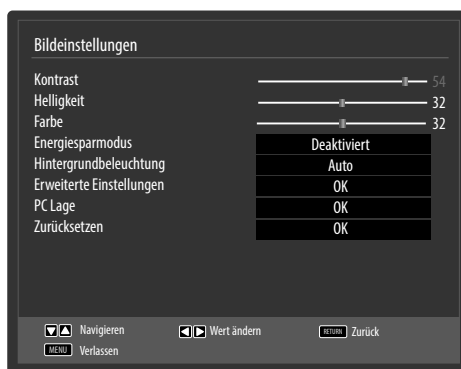 Bildeinstellungen
Kontrast 54
Helligkeit 32
Farbe 32
Energiesparmodus Deaktiviert
Hintergrundbeleuchtung Auto
Erweiterte Einstellungen OK
PC Lage OK
Zurücksetzen OK
Navigieren Wert ändern RETURN Zurück
MENU Verlassen